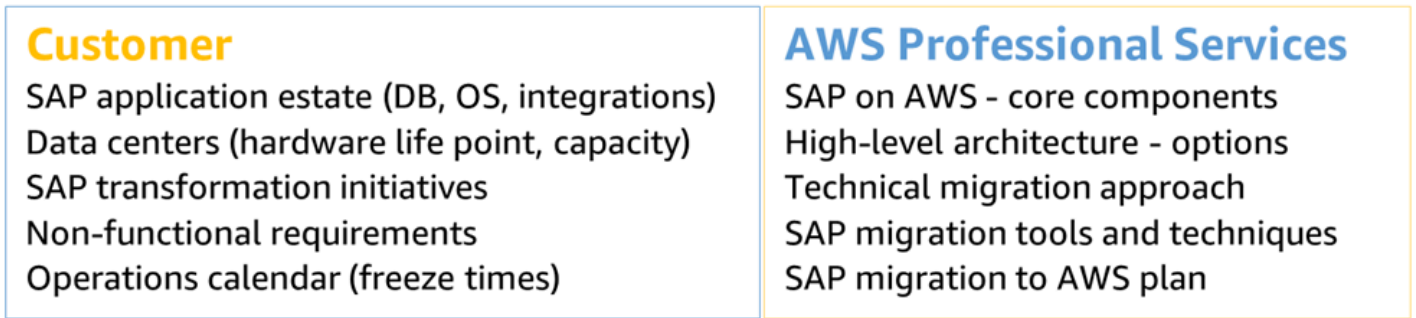 Customer
SAP application estate (DB, OS, integrations)
Data centers (hardware life point, capacity)
SAP transformation initiatives
Non-functional requirements
Operations calendar (freeze times)
AWS Professional Services
SAP on AWS - core components
High-level architecture - options
Technical migration approach
SAP migration tools and techniques
SAP migration to AWS plan